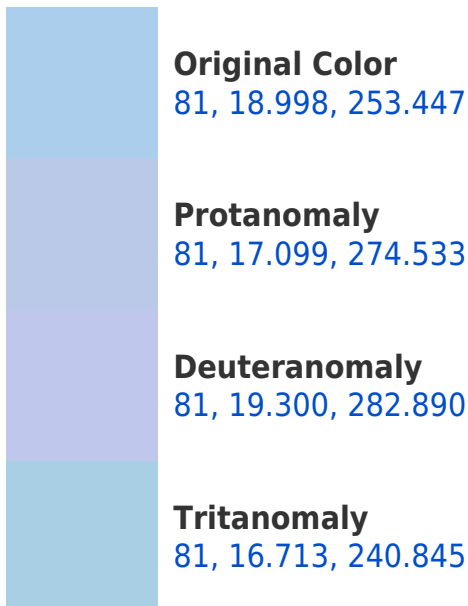 Original Color
81, 18.998, 253.447
Protanomaly
81, 17.099, 274.533
Deuteranomaly
81, 19.300, 282.890
Tritanomaly
81, 16.713, 240.845